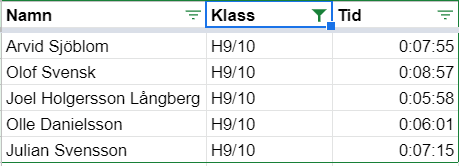 Namn Klass Tid
Arvid Sjöblom H9/10 0:07:55
Olof Svensk H9/10 0:08:57
Joel Holgersson Långberg H9/10 0:05:58
Olle Danielsson H9/10 0:06:01
Julian Svensson H9/10 0:07:15